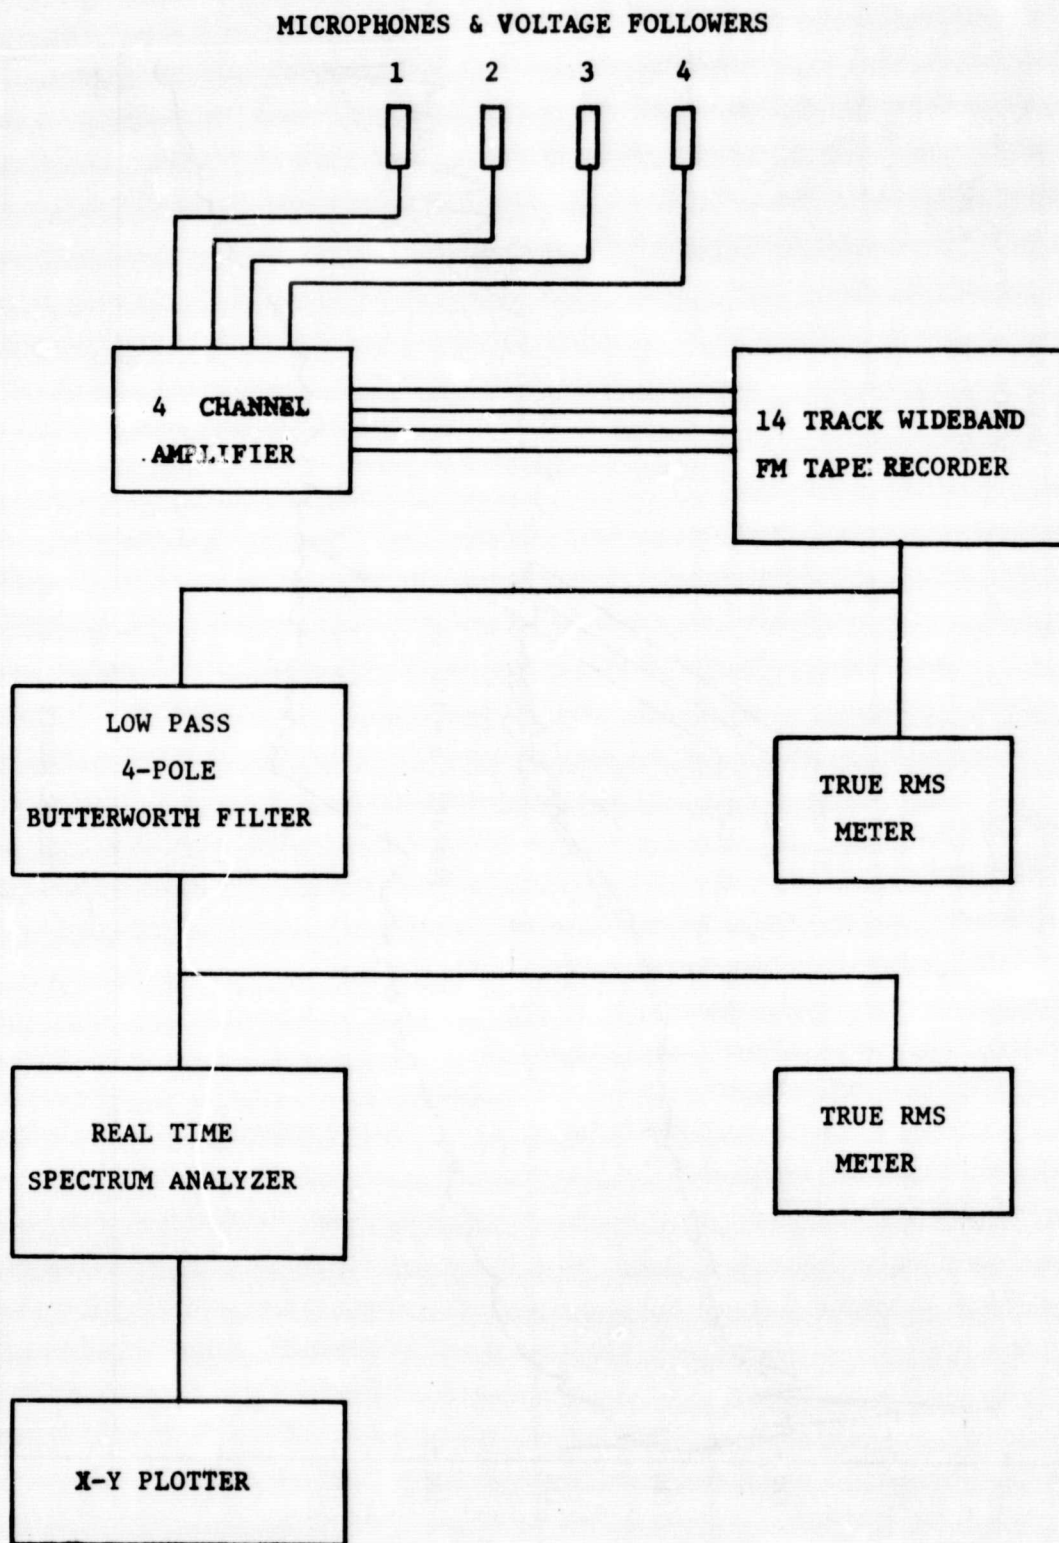 MICROPHONES & VOLTAGE FOLLOWERS
1 2 3 4
4 CHANNEL
AMPLIFIER
14 TRACK WIDEBAND
FM TAPE RECORDER
LOW PASS
4-POLE
BUTTERWORTH FILTER
TRUE RMS
METER
REAL TIME
SPECTRUM ANALYZER
TRUE RMS
METER
X-Y PLOTTER